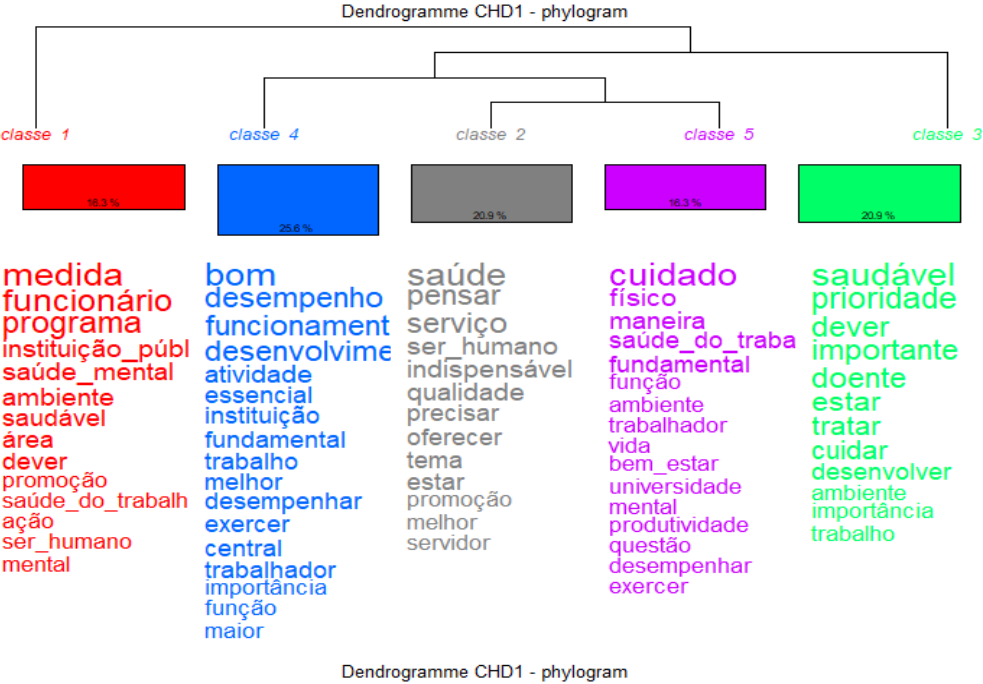 Dendrogramme CHD1 - phylogram
classe 1
classe 4
classe 2
classe 5
classe 3
16.3 %
25.6 %
20.9 %
16.3 %
20.9 %
medida
funcionário
programa
instituição_públ
saúde_mental
ambiente
saudável
área
dever
promoção
saúde_do_trabalh
ação
ser_humano
mental
bom
desempenho
funcionament
desenvolvime
atividade
essencial
instituição
fundamental
trabalho
melhor
desempenhar
exercer
central
trabalhador
importância
função
maior
saúde
pensar
serviço
ser_humano
indispensável
qualidade
precisar
oferecer
tema
estar
promoção
melhor
servidor
cuidado
físico
maneira
saúde_do_traba
fundamental
função
ambiente
trabalhador
vida
bem_estar
universidade
mental
produtividade
questão
desempenhar
exercer
saudável
prioridade
dever
importante
doente
estar
tratar
cuidar
desenvolver
ambiente
importância
trabalho
Dendrogramme CHD1 - phylogram